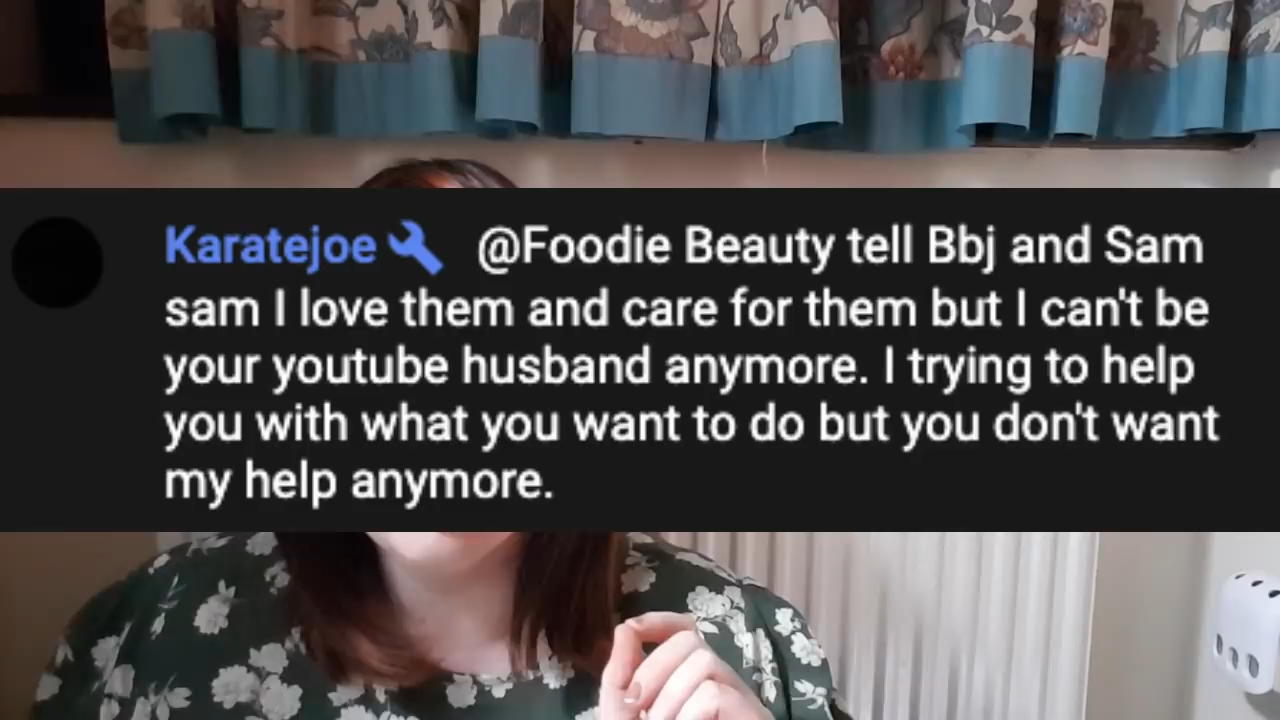 Karatejoe @Foodie Beauty tell Bbj and Sam
sam I love them and care for them but I can't be
your youtube husband anymore. I trying to help
you with what you want to do but you don't want
my help anymore.